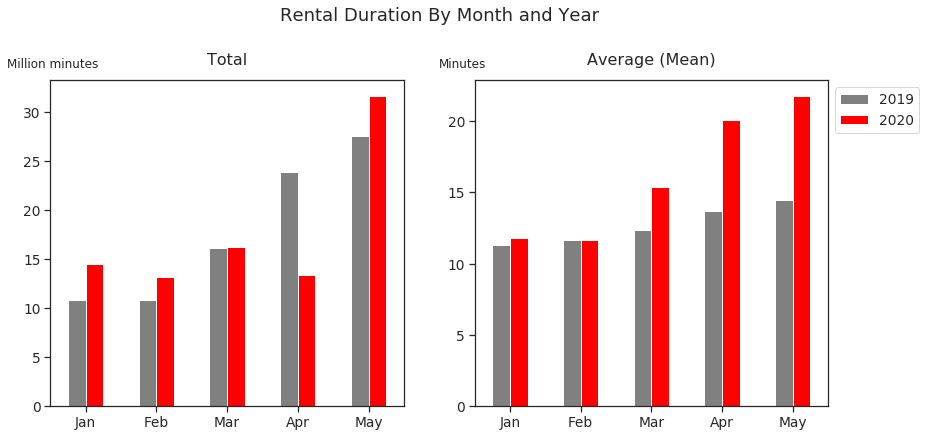 Rental Duration By Month and Year
Total
Million minutes
30
25
20
15
10
5
0
Jan Feb Mar Apr May
Average (Mean)
Minutes
20
15
10
5
0
Jan Feb Mar Apr May
2019
2020